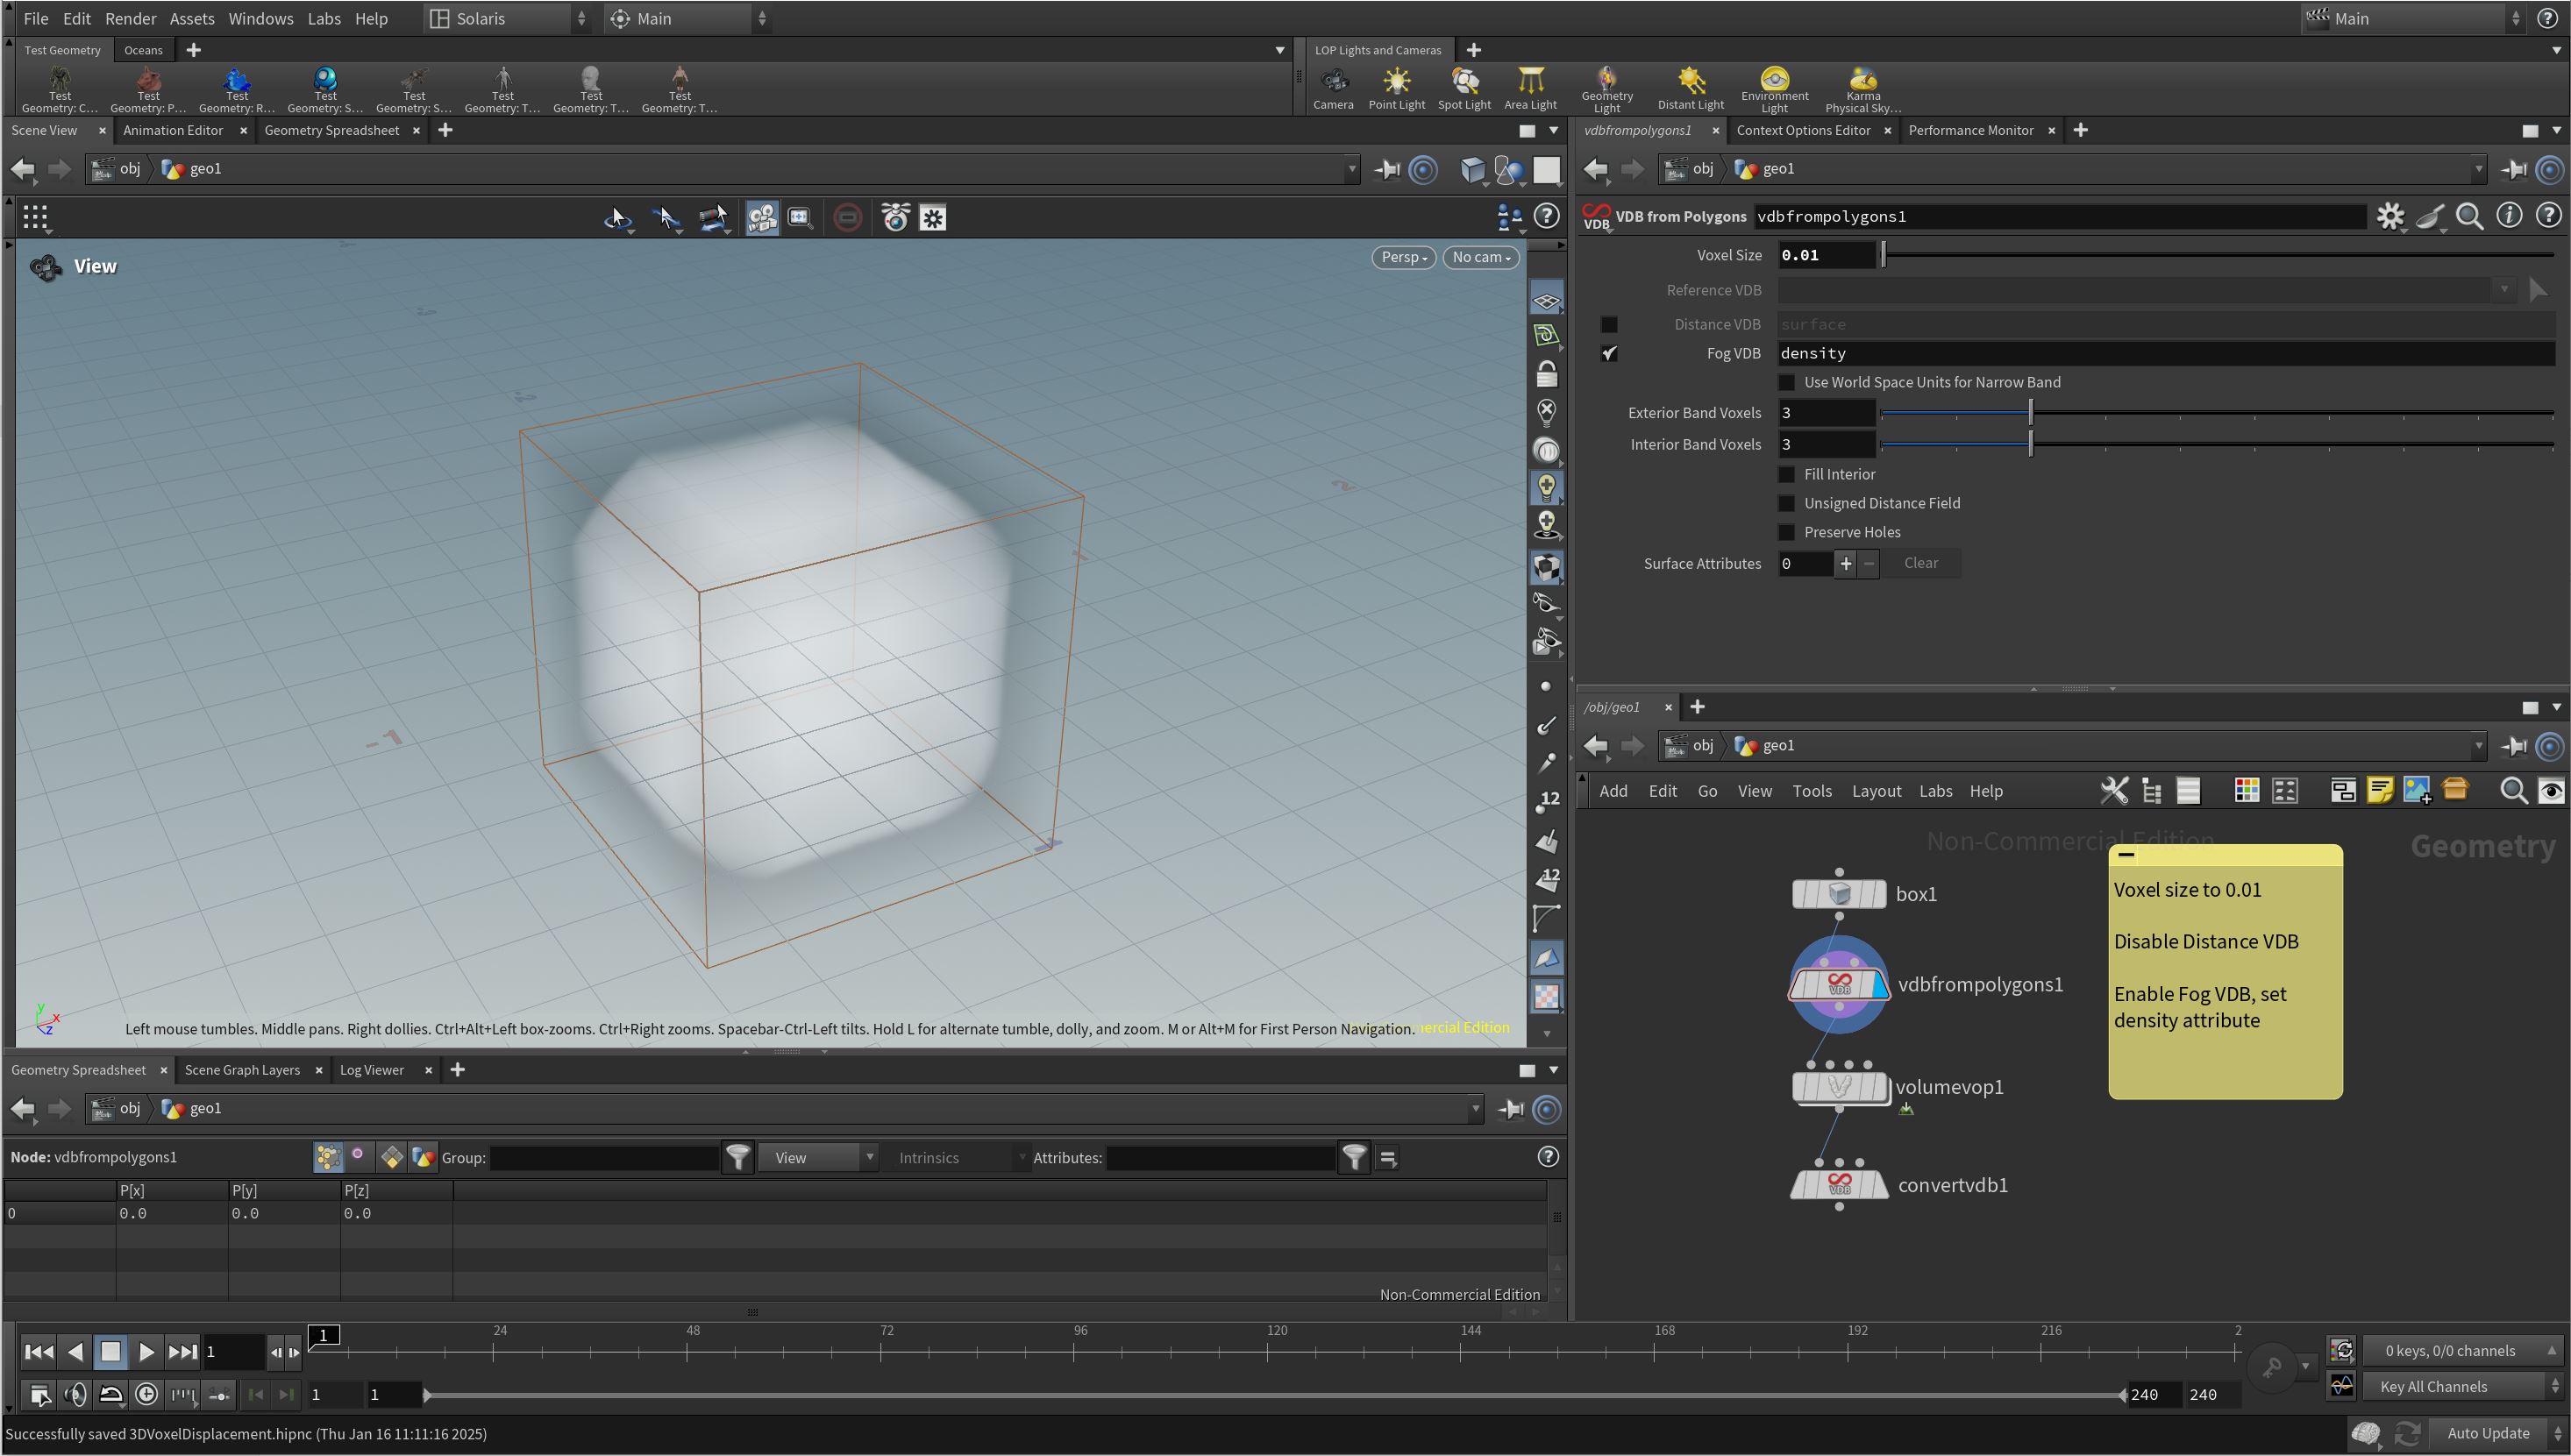 File Edit Render Assets Windows Labs Help Solaris Main Main
Test Geometry Oceans
LOP Lights and Cameras
Test Geometry: C... Test Geometry: P... Test Geometry: R... Test Geometry: S... Test Geometry: S... Test Geometry: T... Test Geometry: T... Test Geometry: T...
Camera Point Light Spot Light Area Light Geometry Light Distant Light Environment Light Karma Physical Sky...
Scene View Animation Editor Geometry Spreadsheet
obj geo1
View
Persp No cam
12
12
-1
Left mouse tumbles. Middle pans. Right dollies. Ctrl+Alt+Left box-zooms. Ctrl+Right zooms. Spacebar-Ctrl-Left tilts. Hold L for alternate tumble, dolly, and zoom. M or Alt+M for First Person Navigation.
Edition
y x z
vdbfrompolygons1 Context Options Editor Performance Monitor
obj geo1
VDB VDB from Polygons vdbfrompolygons1
Voxel Size 0.01
Reference VDB
Distance VDB surface
Fog VDB density
Use World Space Units for Narrow Band
Exterior Band Voxels 3
Interior Band Voxels 3
Fill Interior
Unsigned Distance Field
Preserve Holes
Surface Attributes 0 Clear
/obj/geo1
obj geo1
Add Edit Go View Tools Layout Labs Help
Non-Commercial Edition
Geometry
box1
VDB vdbfrompolygons1
volumevop1
VDB convertvdb1
Voxel size to 0.01
Disable Distance VDB
Enable Fog VDB, set
density attribute
Geometry Spreadsheet Scene Graph Layers Log Viewer
obj geo1
Node: vdbfrompolygons1 Group: View Intrinsics Attributes:
P[x] P[y] P[z]
0 0.0 0.0 0.0
Non-Commercial Edition
1 1 24 48 72 96 120 144 168 192 216 2
0 keys, 0/0 channels
1 1 240 240
Key All Channels
Successfully saved 3DVoxelDisplacement.hipnc (Thu Jan 16 11:11:16 2025)
Auto Update